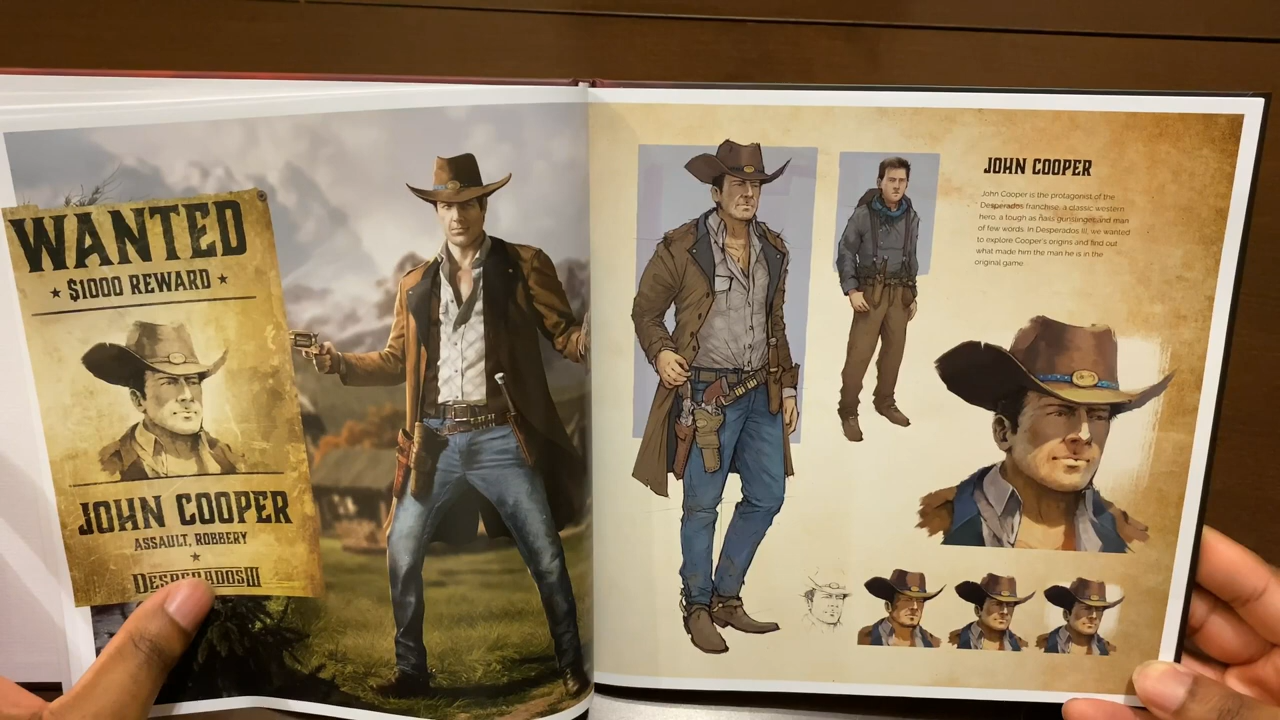 WANTED
★ $1000 REWARD ★
JOHN COOPER
ASSAULT, ROBBERY
★
DESPERADOS III
JOHN COOPER
John Cooper is the protagonist of the
Desperados franchise, a classic western
hero, a tough as nails gunslinger and man
of few words. In Desperados III, we wanted
to explore Cooper's origins and find out
what made him the man he is in the
original game.